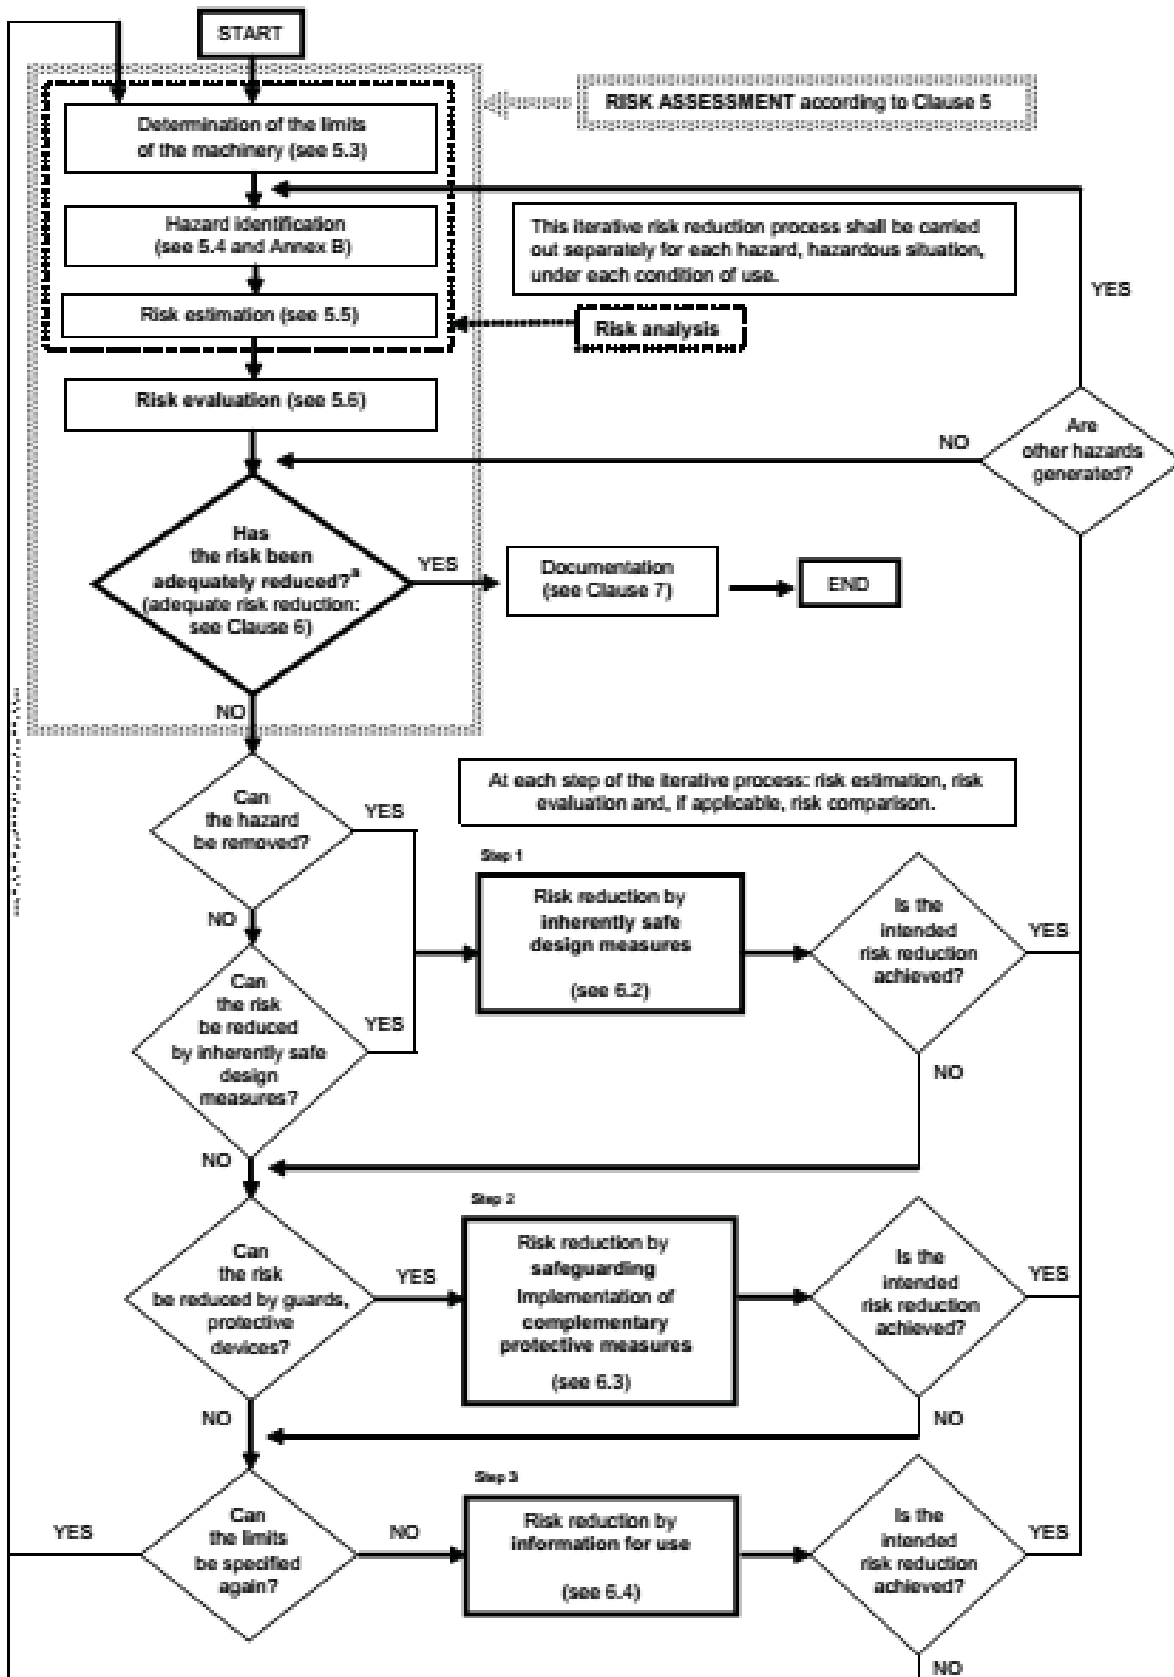 START
RISK ASSESSMENT according to Clause 5
Determination of the limits
of the machinery (see 5.3)
Hazard identification
(see 5.4 and Annex B)
This iterative risk reduction process shall be carried
out separately for each hazard, hazardous situation,
under each condition of use.
YES
Risk estimation (see 5.5)
Risk analysis
Risk evaluation (see 5.6)
NO
Are
other hazards
generated?
Has
the risk been
adequately reduced?a
(adequate risk reduction:
see Clause 6)
YES
Documentation
(see Clause 7)
END
NO
At each step of the iterative process: risk estimation, risk
evaluation and, if applicable, risk comparison.
Can
the hazard
be removed?
YES
Step 1
Risk reduction by
inherently safe
design measures
(see 6.2)
Is the
intended
risk reduction
achieved?
YES
NO
Can
the risk
be reduced
by inherently safe
design
measures?
YES
NO
NO
Step 2
Can
the risk
be reduced by guards,
protective
devices?
YES
Risk reduction by
safeguarding
Implementation of
complementary
protective measures
(see 6.3)
Is the
intended
risk reduction
achieved?
YES
NO
NO
Step 3
YES
Can
the limits
be specified
again?
NO
Risk reduction by
information for use
(see 6.4)
Is the
intended
risk reduction
achieved?
YES
NO